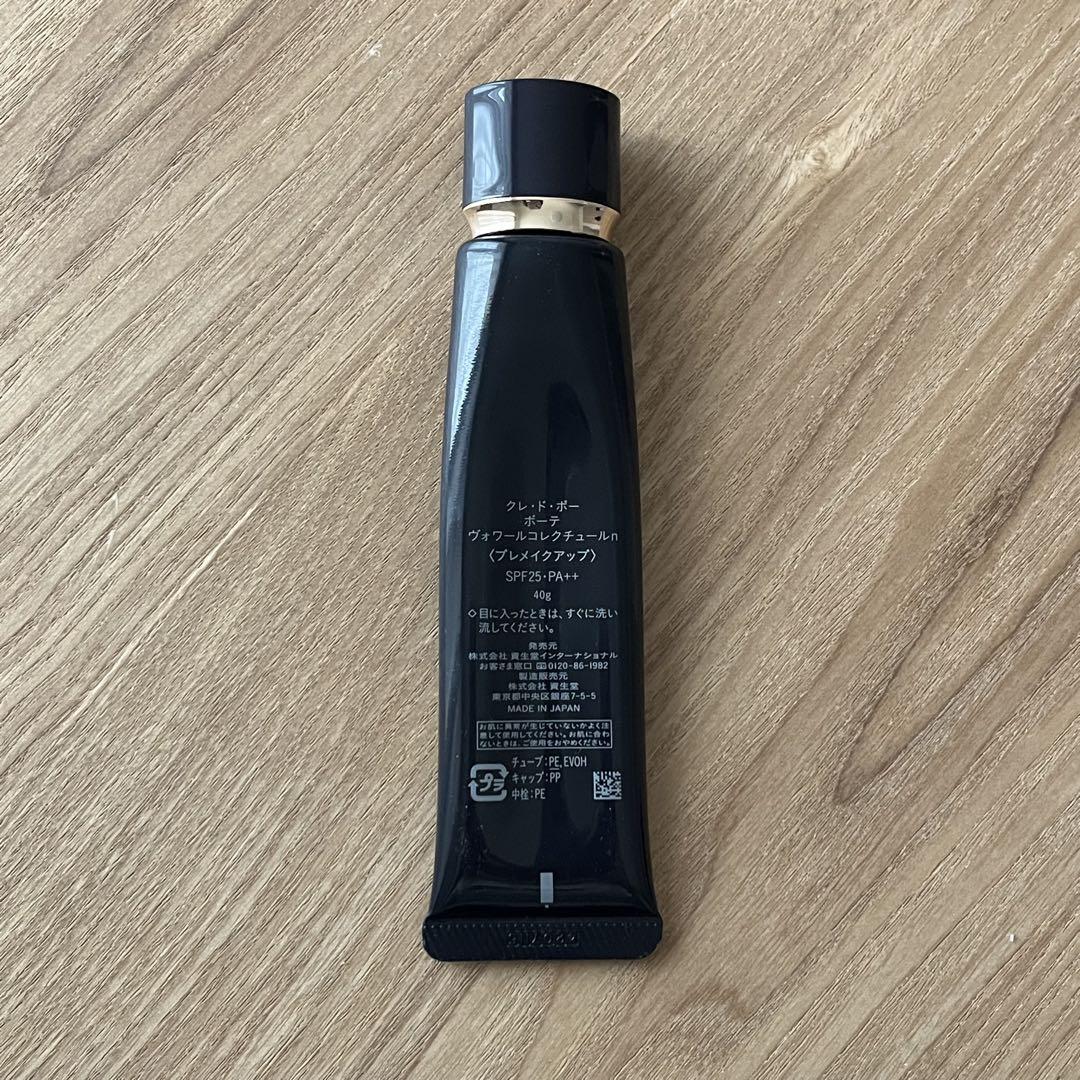 クレ・ド・ポー
ボーテ
ヴォワールコレクチュールn
〈プレメイクアップ〉
SPF25・PA++
40g
◇目に入ったときは、すぐに洗い
流してください。
発売元
株式会社 資生堂インターナショナル
お客さま窓口 0120-86-1982
製造販売元
株式会社 資生堂
東京都中央区銀座7-5-5
MADE IN JAPAN
お肌に異常が生じていないかよく注
意して使用してください。お肌に合わ
ないときは、ご使用をおやめください。
プラ
チューブ:PE,EVOH
キャップ:PP
中栓:PE